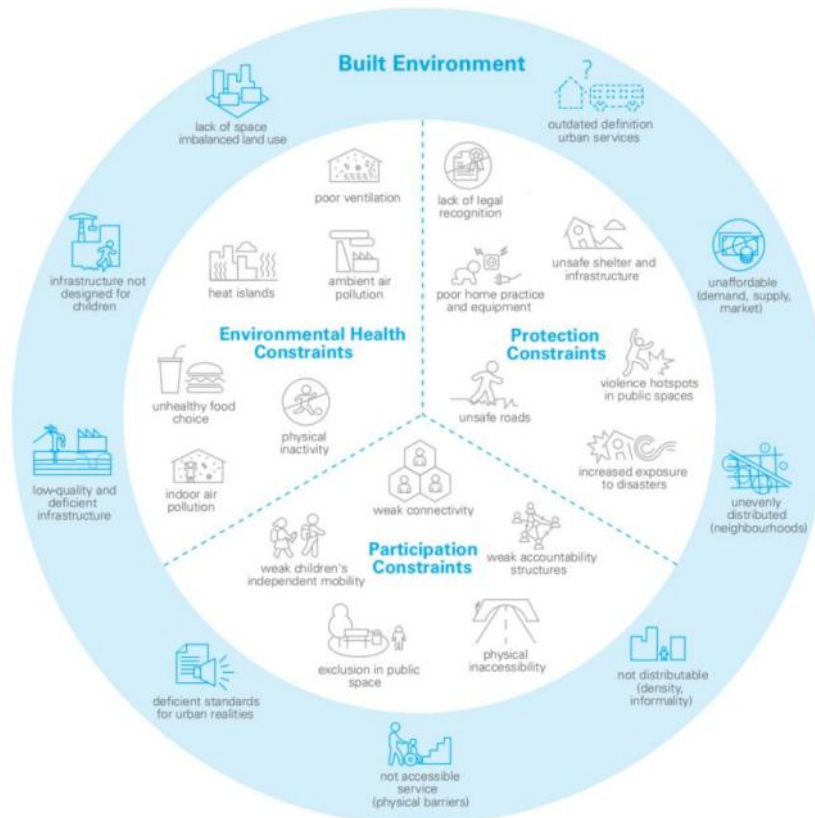 Built Environment
lack of space
imbalanced land use
outdated definition
urban services
infrastructure not
designed for
children
unaffordable
(demand, supply,
market)
low-quality and
deficient
infrastructure
unevenly
distributed
(neighbourhoods)
deficient standards
for urban realities
not distributable
(density,
informality)
not accessible
service
(physical barriers)
poor ventilation
heat islands
ambient air
pollution
Environmental Health
Constraints
unhealthy food
choice
physical
inactivity
indoor air
pollution
lack of legal
recognition
unsafe shelter and
infrastructure
poor home practice
and equipment
Protection
Constraints
violence hotspots
in public spaces
unsafe roads
increased exposure
to disasters
weak connectivity
weak children's
independent mobility
Participation
Constraints
weak accountability
structures
exclusion in public
space
physical
inaccessibility